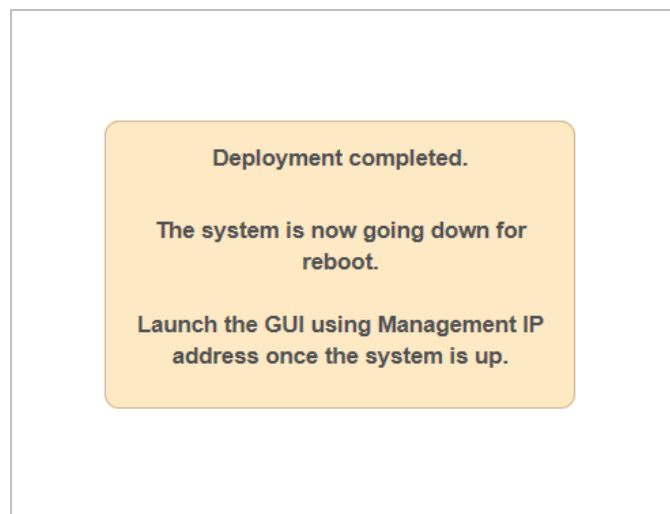 Deployment completed.
The system is now going down for
reboot.
Launch the GUI using Management IP
address once the system is up.